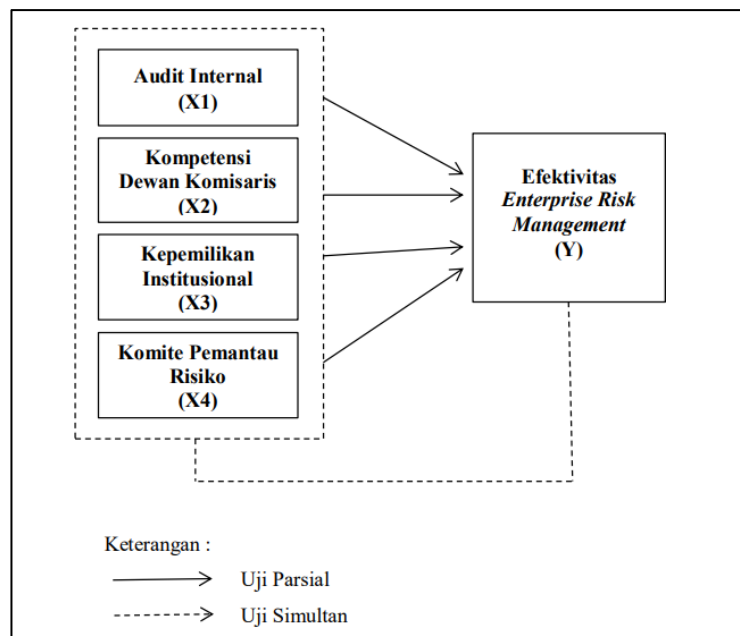 Audit Internal
(X1)
Kompetensi
Dewan Komisaris
(X2)
Kepemilikan
Institusional
(X3)
Komite Pemantau
Risiko
(X4)
Efektivitas
Enterprise Risk
Management
(Y)
Keterangan :
Uji Parsial
Uji Simultan